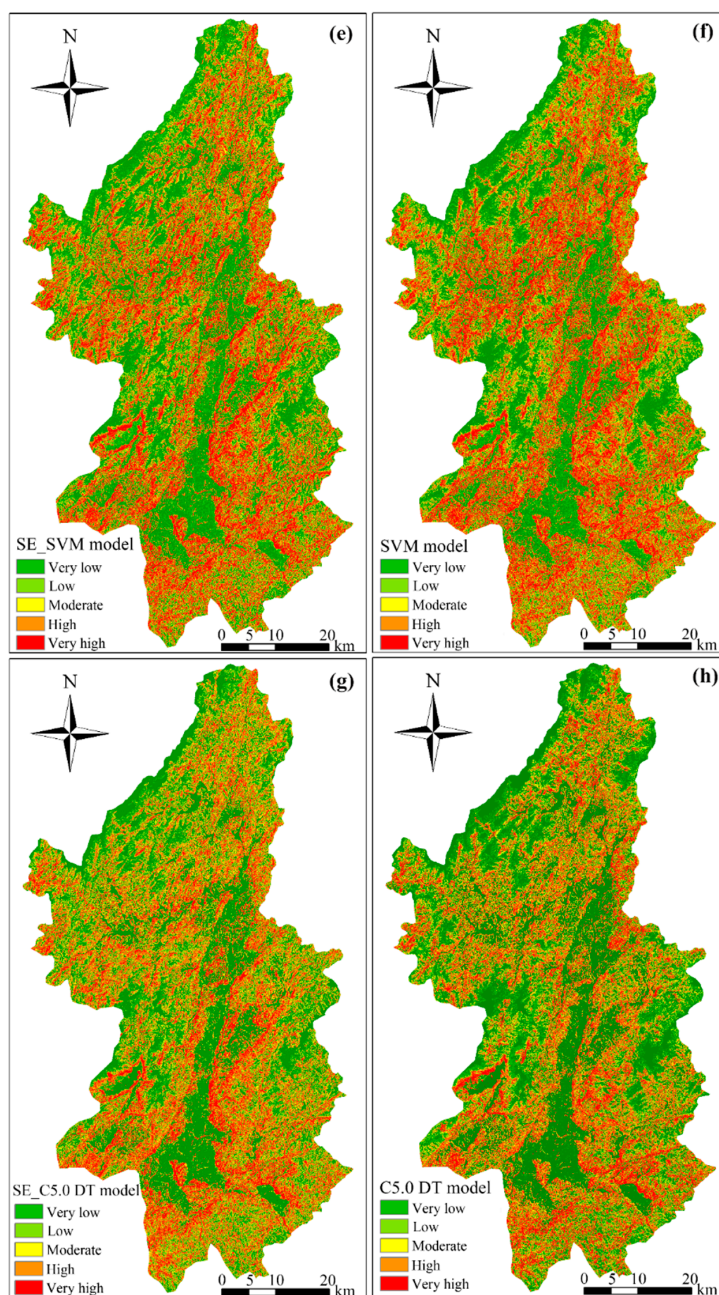 (e)
N
SE_SVM model
Very low
Low
Moderate
High
Very high
0 5 10 20
km
(f)
N
SVM model
Very low
Low
Moderate
High
Very high
0 5 10 20
km
(g)
N
SE_C5.0 DT model
Very low
Low
Moderate
High
Very high
0 5 10 20
km
(h)
N
C5.0 DT model
Very low
Low
Moderate
High
Very high
0 5 10 20
km